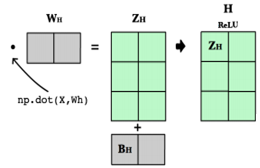 WH
ZH
H
ReLU
• = ZH
np.dot(X,Wh)
+
BH